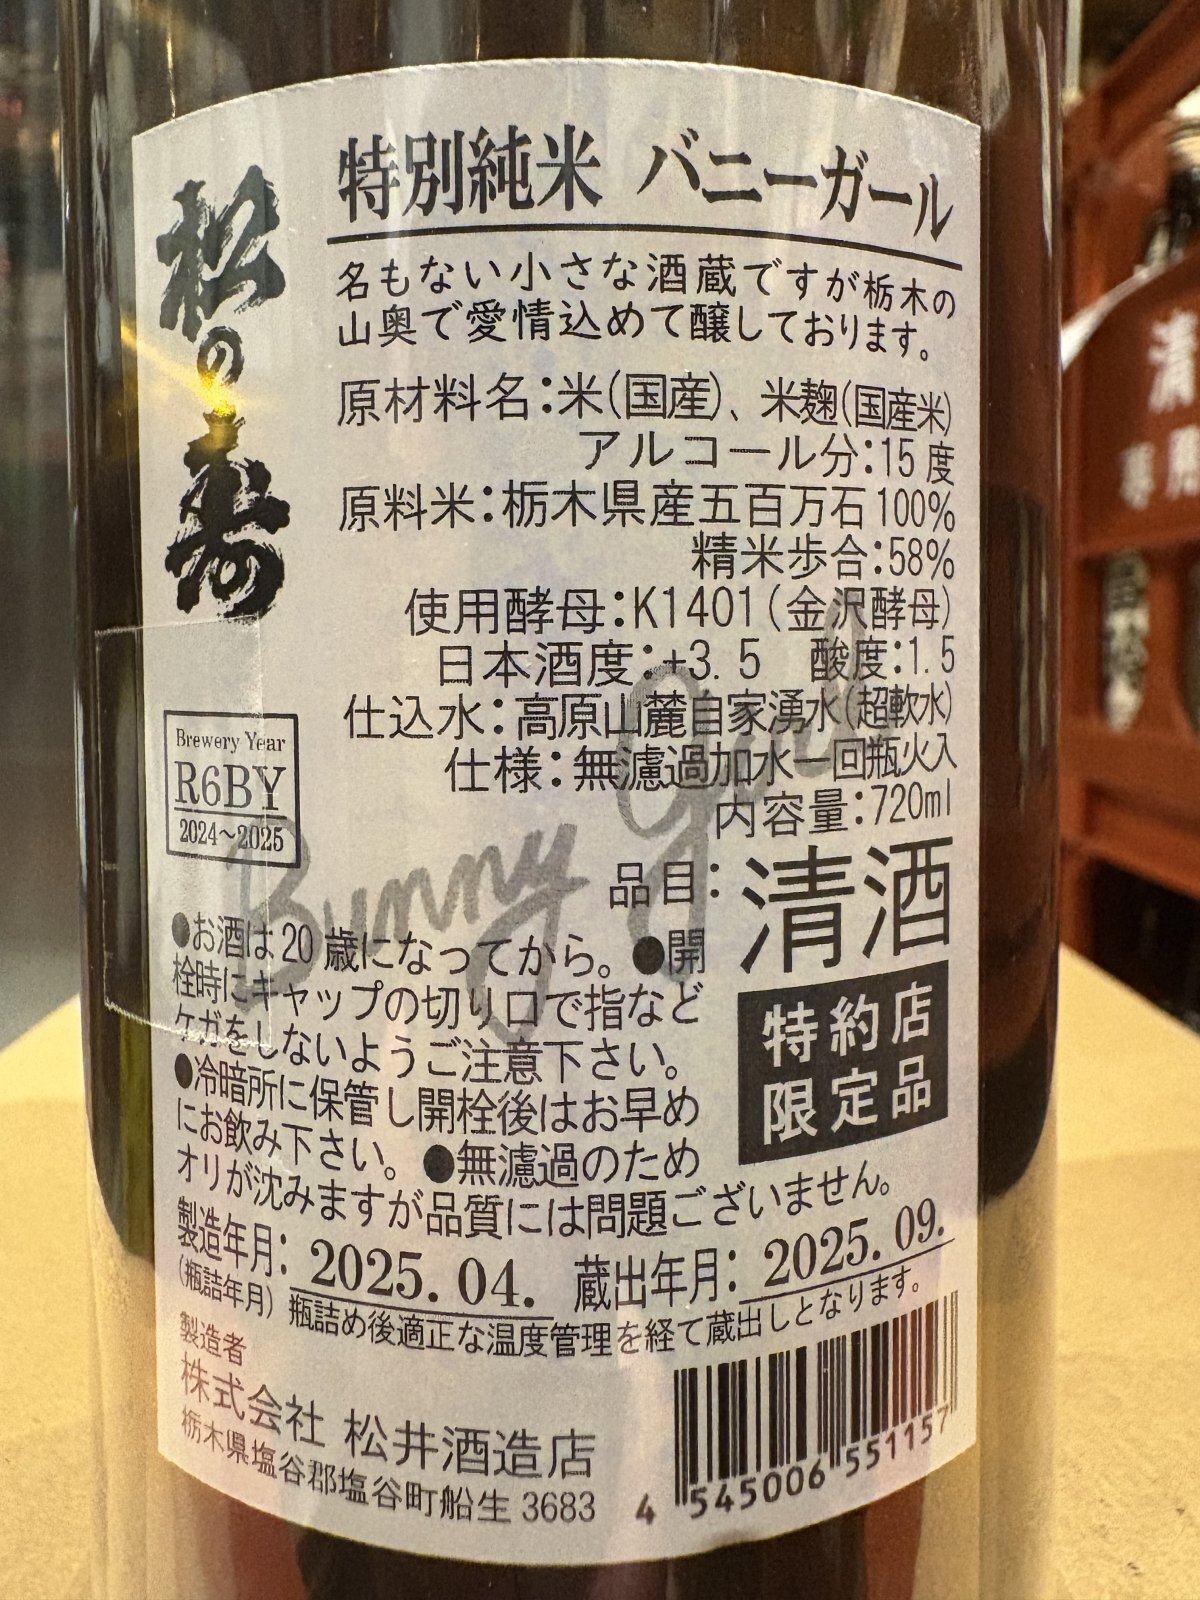 特別純米 バニーガール
松の寿
名もない小さな酒蔵ですが栃木の
山奥で愛情込めて醸しております。
原材料名：米(国産)、米麹(国産米)
アルコール分：15度
原料米：栃木県産五百万石100%
精米歩合：58%
使用酵母：K1401(金沢酵母)
日本酒度：+3.5 酸度：1.5
仕込水：高原山麓自家湧水(超軟水)
仕様：無濾過加水一回瓶火入
内容量：720ml
Brewery Year
R6BY
2024～2025
Bunny girl
品目：清酒
●お酒は20歳になってから。●開
栓時にキャップの切り口で指など
ケガをしないようご注意下さい。
●冷暗所に保管し開栓後はお早め
にお飲み下さい。●無濾過のため
オリが沈みますが品質には問題ございません。
特約店
限定品
製造年月：2025.04. 蔵出年月：2025.09.
(瓶詰年月) 瓶詰め後適正な温度管理を経て蔵出しとなります。
製造者
株式会社 松井酒造店
栃木県塩谷郡塩谷町船生3683
4 545006 551157